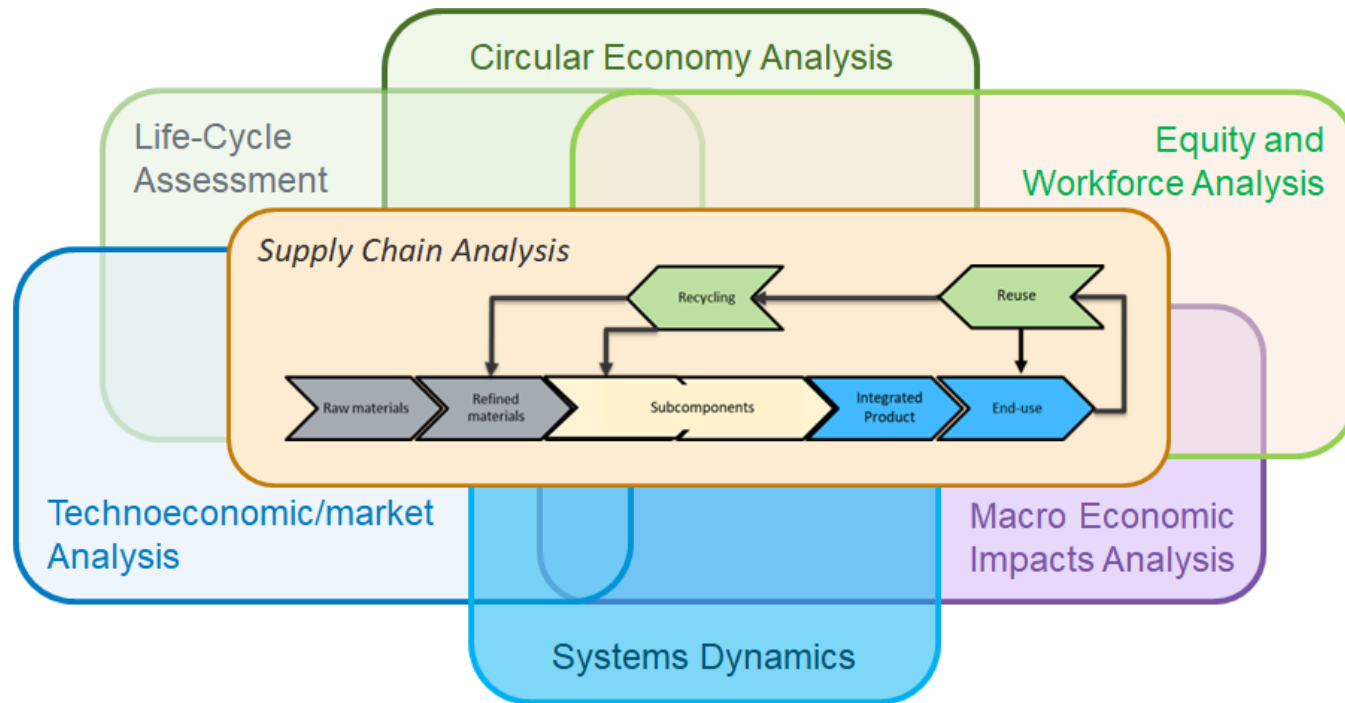 Circular Economy Analysis
Life-Cycle
Assessment
Equity and
Workforce Analysis
Supply Chain Analysis
Recycling
Reuse
Raw materials
Refined
materials
Subcomponents
Integrated
Product
End-use
Technoeconomic/market
Analysis
Macro Economic
Impacts Analysis
Systems Dynamics